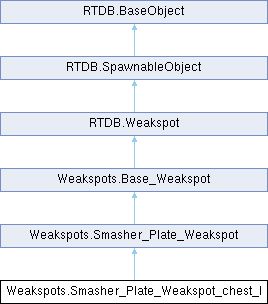 RTDB.BaseObject
RTDB.SpawnableObject
RTDB.Weakspot
Weakspots.Base_Weakspot
Weakspots.Smasher_Plate_Weakspot
Weakspots.Smasher_Plate_Weakspot_chest_l